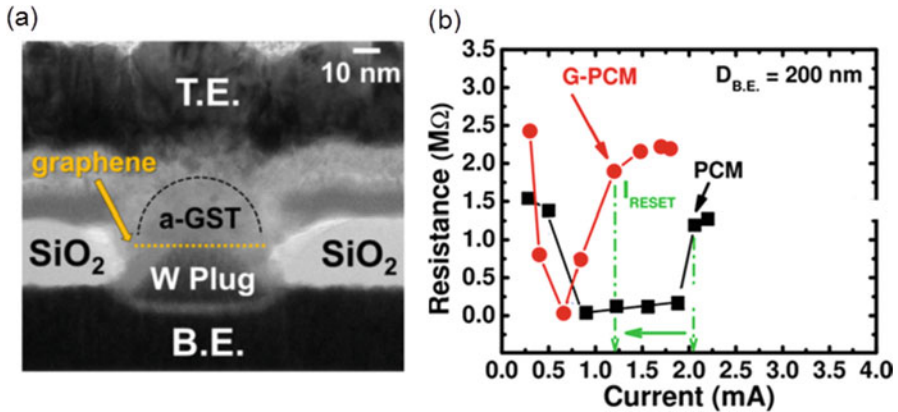 (a)
10 nm
T.E.
graphene
a-GST
SiO₂
SiO₂
W Plug
B.E.
(b)
3.5
3.0
2.5
2.0
1.5
1.0
0.5
0.0
Resistance (MΩ)
G-PCM
D_B.E. = 200 nm
PCM
I_RESET
0.0 0.5 1.0 1.5 2.0 2.5 3.0 3.5 4.0
Current (mA)